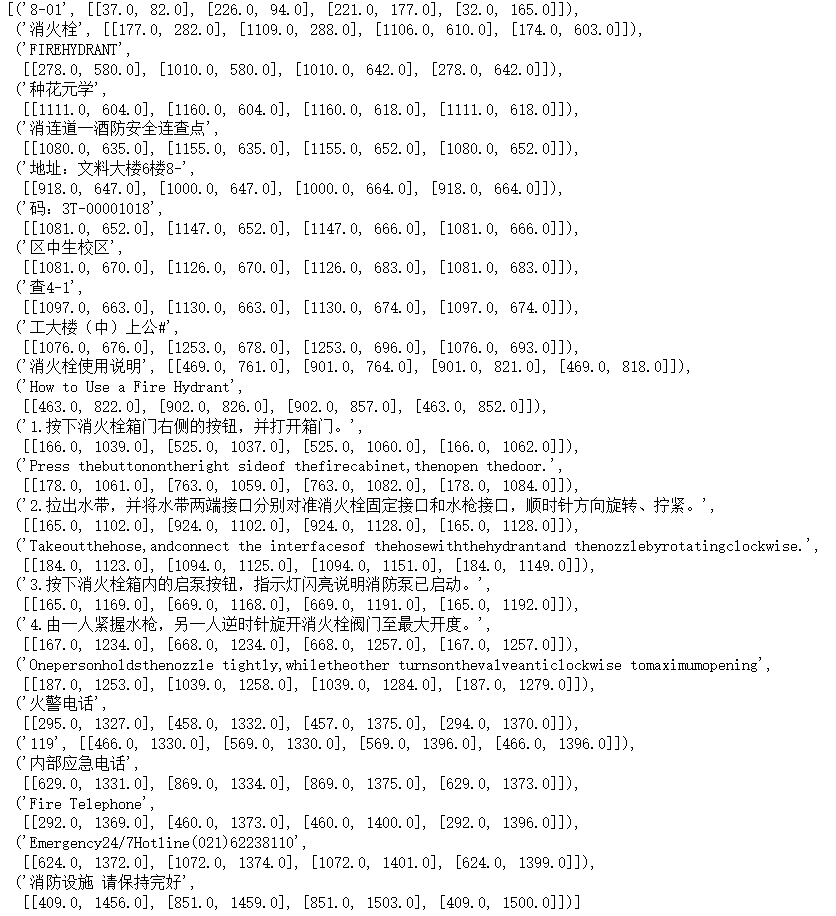 [('8-01', [[37.0, 82.0], [226.0, 94.0], [221.0, 177.0], [32.0, 165.0]]),
('消火栓', [[177.0, 282.0], [1109.0, 288.0], [1106.0, 610.0], [174.0, 603.0]]),
('FIREHYDRANT',
[[278.0, 580.0], [1010.0, 580.0], [1010.0, 642.0], [278.0, 642.0]]),
('种花元学',
[[1111.0, 604.0], [1160.0, 604.0], [1160.0, 618.0], [1111.0, 618.0]]),
('消连道一酒防安全连查点',
[[1080.0, 635.0], [1155.0, 635.0], [1155.0, 652.0], [1080.0, 652.0]]),
('地址：文料大楼6楼8-',
[[918.0, 647.0], [1000.0, 647.0], [1000.0, 664.0], [918.0, 664.0]]),
('码：3T-00001018',
[[1081.0, 652.0], [1147.0, 652.0], [1147.0, 666.0], [1081.0, 666.0]]),
('区中生校区',
[[1081.0, 670.0], [1126.0, 670.0], [1126.0, 683.0], [1081.0, 683.0]]),
('查4-1',
[[1097.0, 663.0], [1130.0, 663.0], [1130.0, 674.0], [1097.0, 674.0]]),
('工大楼（中）上公#',
[[1076.0, 676.0], [1253.0, 678.0], [1253.0, 696.0], [1076.0, 693.0]]),
('消火栓使用说明', [[469.0, 761.0], [901.0, 764.0], [901.0, 821.0], [469.0, 818.0]]),
('How to Use a Fire Hydrant',
[[463.0, 822.0], [902.0, 826.0], [902.0, 857.0], [463.0, 852.0]]),
('1.按下消火栓箱门右侧的按钮，并打开箱门。',
[[166.0, 1039.0], [525.0, 1037.0], [525.0, 1060.0], [166.0, 1062.0]]),
('Press thebuttonontheright sideof thefirecabinet,thenopen thedoor.',
[[178.0, 1061.0], [763.0, 1059.0], [763.0, 1082.0], [178.0, 1084.0]]),
('2.拉出水带，并将水带两端接口分别对准消火栓固定接口和水枪接口，顺时针方向旋转、拧紧。',
[[165.0, 1102.0], [924.0, 1102.0], [924.0, 1128.0], [165.0, 1128.0]]),
('Takeoutthehose,andconnect the interfacesof thehosewiththehydrantand thenozzlebyrotatingclockwise.',
[[184.0, 1123.0], [1094.0, 1125.0], [1094.0, 1151.0], [184.0, 1149.0]]),
('3.按下消火栓箱内的启泵按钮，指示灯闪亮说明消防泵已启动。',
[[165.0, 1169.0], [669.0, 1168.0], [669.0, 1191.0], [165.0, 1192.0]]),
('4.由一人紧握水枪，另一人逆时针旋开消火栓阀门至最大开度。',
[[167.0, 1234.0], [668.0, 1234.0], [668.0, 1257.0], [167.0, 1257.0]]),
('Onepersonholdsthenozzle tightly,whiletheother turnsonthevalveanticlockwise tomaximumopening',
[[187.0, 1253.0], [1039.0, 1258.0], [1039.0, 1284.0], [187.0, 1279.0]]),
('火警电话',
[[295.0, 1327.0], [458.0, 1332.0], [457.0, 1375.0], [294.0, 1370.0]]),
('119', [[466.0, 1330.0], [569.0, 1330.0], [569.0, 1396.0], [466.0, 1396.0]]),
('内部应急电话',
[[629.0, 1331.0], [869.0, 1334.0], [869.0, 1375.0], [629.0, 1373.0]]),
('Fire Telephone',
[[292.0, 1369.0], [460.0, 1373.0], [460.0, 1400.0], [292.0, 1396.0]]),
('Emergency24/7Hotline(021)62238110',
[[624.0, 1372.0], [1072.0, 1374.0], [1072.0, 1401.0], [624.0, 1399.0]]),
('消防设施 请保持完好',
[[409.0, 1456.0], [851.0, 1459.0], [851.0, 1503.0], [409.0, 1500.0]])]